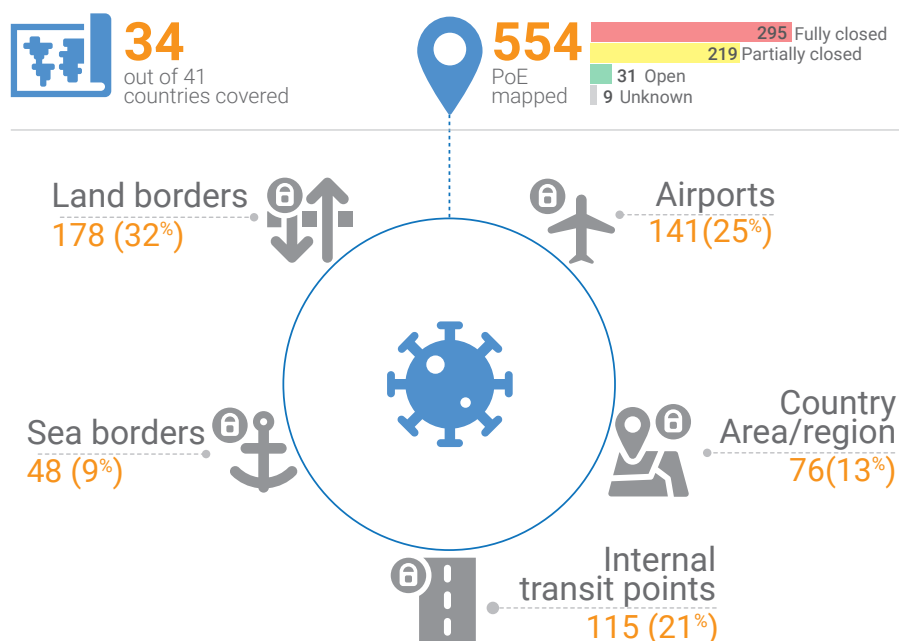 34
out of 41
countries covered
554
PoE
mapped
295 Fully closed
219 Partially closed
31 Open
9 Unknown
Land borders
178 (32%)
Airports
141(25%)
Sea borders
48 (9%)
Country
Area/region
76(13%)
Internal
transit points
115 (21%)